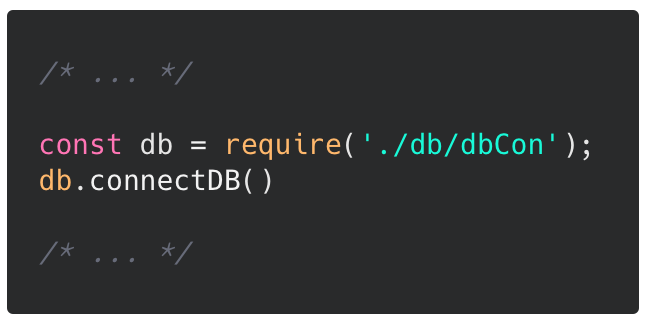 /* ... */
const db = require('./db/dbCon');
db.connectDB()
/* ... */